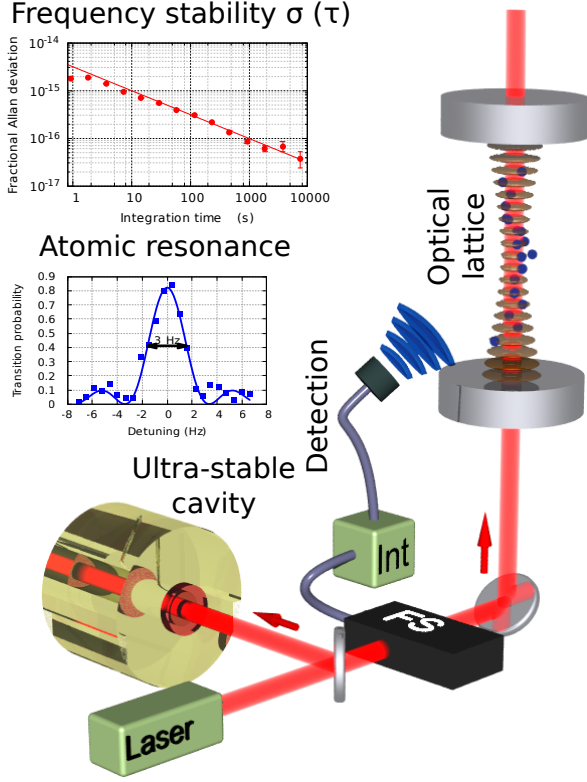 Frequency stability σ (τ)
Fractional Allan deviation
10-14
10-15
10-16
10-17
1 10 100 1000 10000
Integration time (s)
Atomic resonance
Transition probability
0.9
0.8
0.7
0.6
0.5
0.4
0.3
0.2
0.1
0
3 Hz
-8 -6 -4 -2 0 2 4 6 8
Detuning (Hz)
Optical
lattice
Detection
Ultra-stable
cavity
Int
FS
Laser